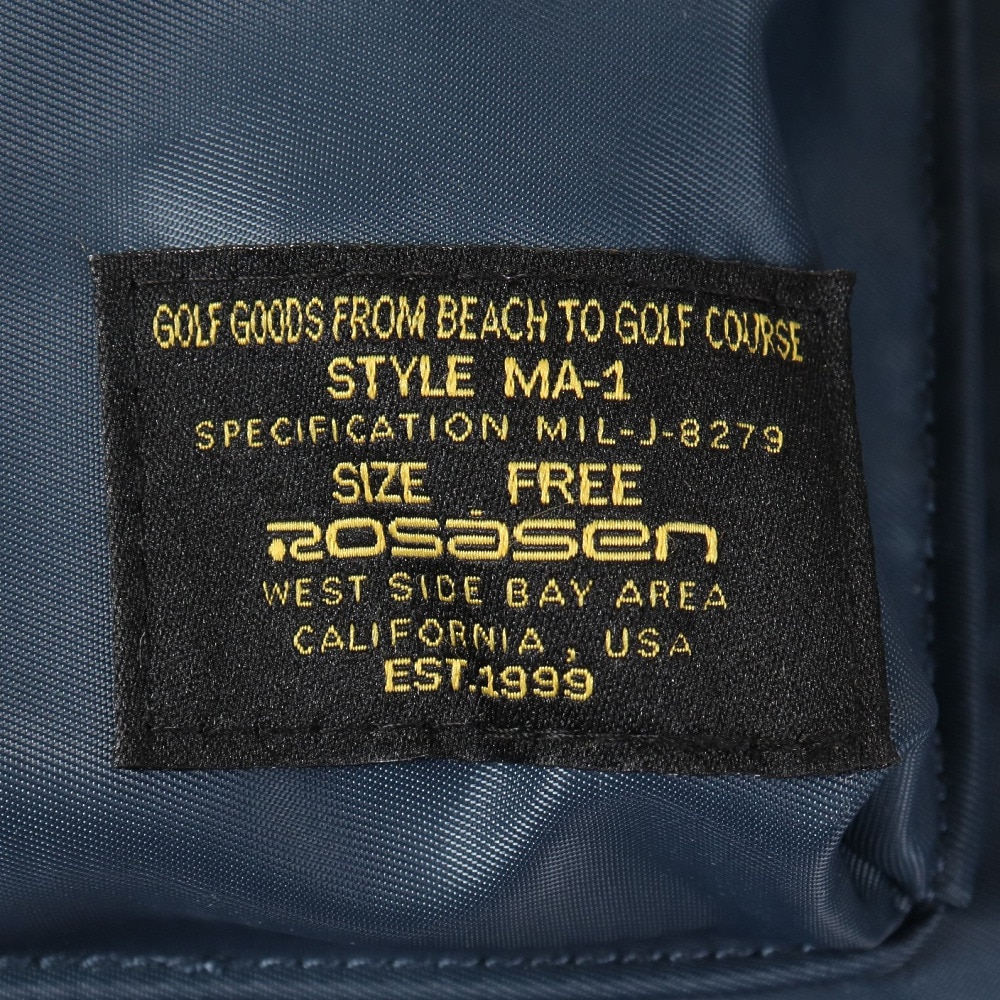 GOLF GOODS FROM BEACH TO GOLF COURSE
STYLE MA-1
SPECIFICATION MIL-J-8279
SIZE FREE
ROSASEN
WEST SIDE BAY AREA
CALIFORNIA, USA
EST.1999